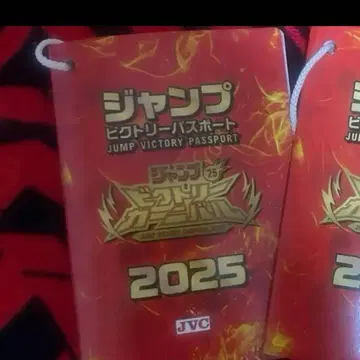 ジャンプ
ビクトリーパスポート
JUMP VICTORY PASSPORT
ジャンプ '25
ビクトリー
カーニバル
2025
JVC
2